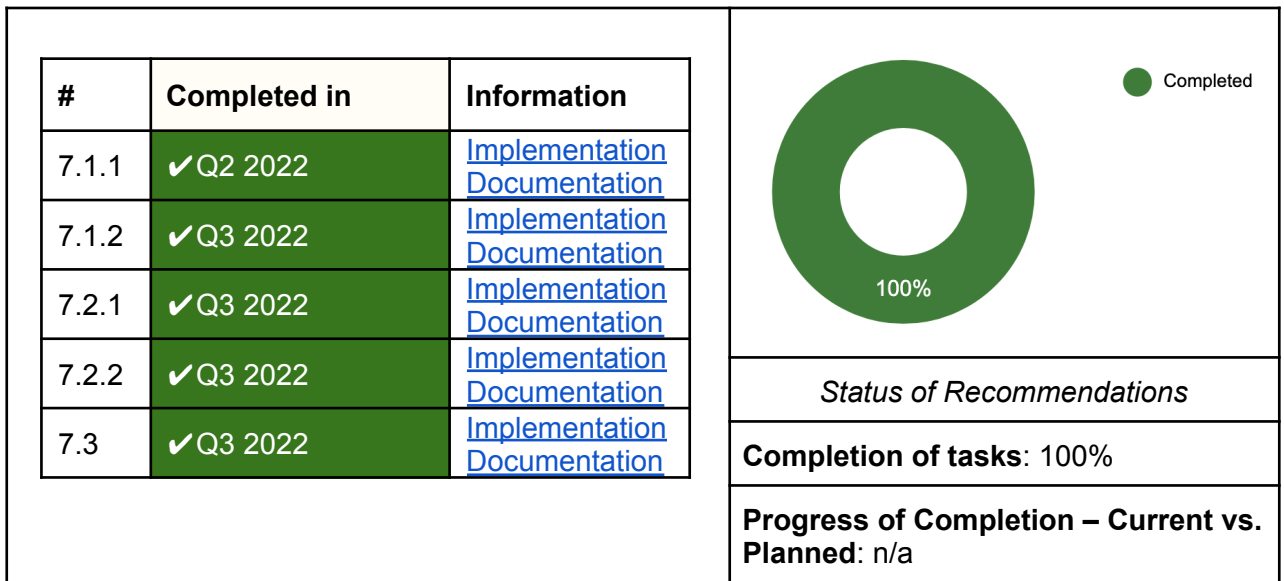 # Completed in Information
7.1.1 ✔Q2 2022 Implementation
Documentation
7.1.2 ✔Q3 2022 Implementation
Documentation
7.2.1 ✔Q3 2022 Implementation
Documentation
7.2.2 ✔Q3 2022 Implementation
Documentation
7.3 ✔Q3 2022 Implementation
Documentation
Completed
100%
Status of Recommendations
Completion of tasks: 100%
Progress of Completion – Current vs.
Planned: n/a